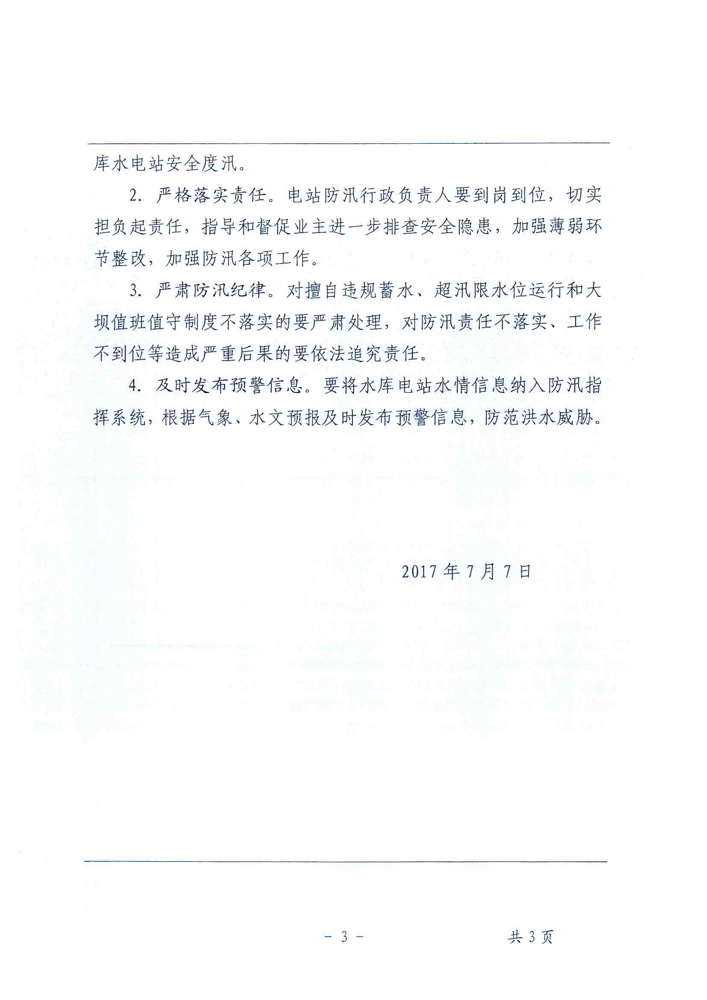 库水电站安全度汛。
2. 严格落实责任。电站防汛行政负责人要到岗到位，切实
担负起责任，指导和督促业主进一步排查安全隐患，加强薄弱环
节整改，加强防汛各项工作。
3. 严肃防汛纪律。对擅自违规蓄水、超汛限水位运行和大
坝值班值守制度不落实的要严肃处理，对防汛责任不落实、工作
不到位等造成严重后果的要依法追究责任。
4. 及时发布预警信息。要将水库电站水情信息纳入防汛指
挥系统，根据气象、水文预报及时发布预警信息，防范洪水威胁。
2017年7月7日
- 3 -
共3页